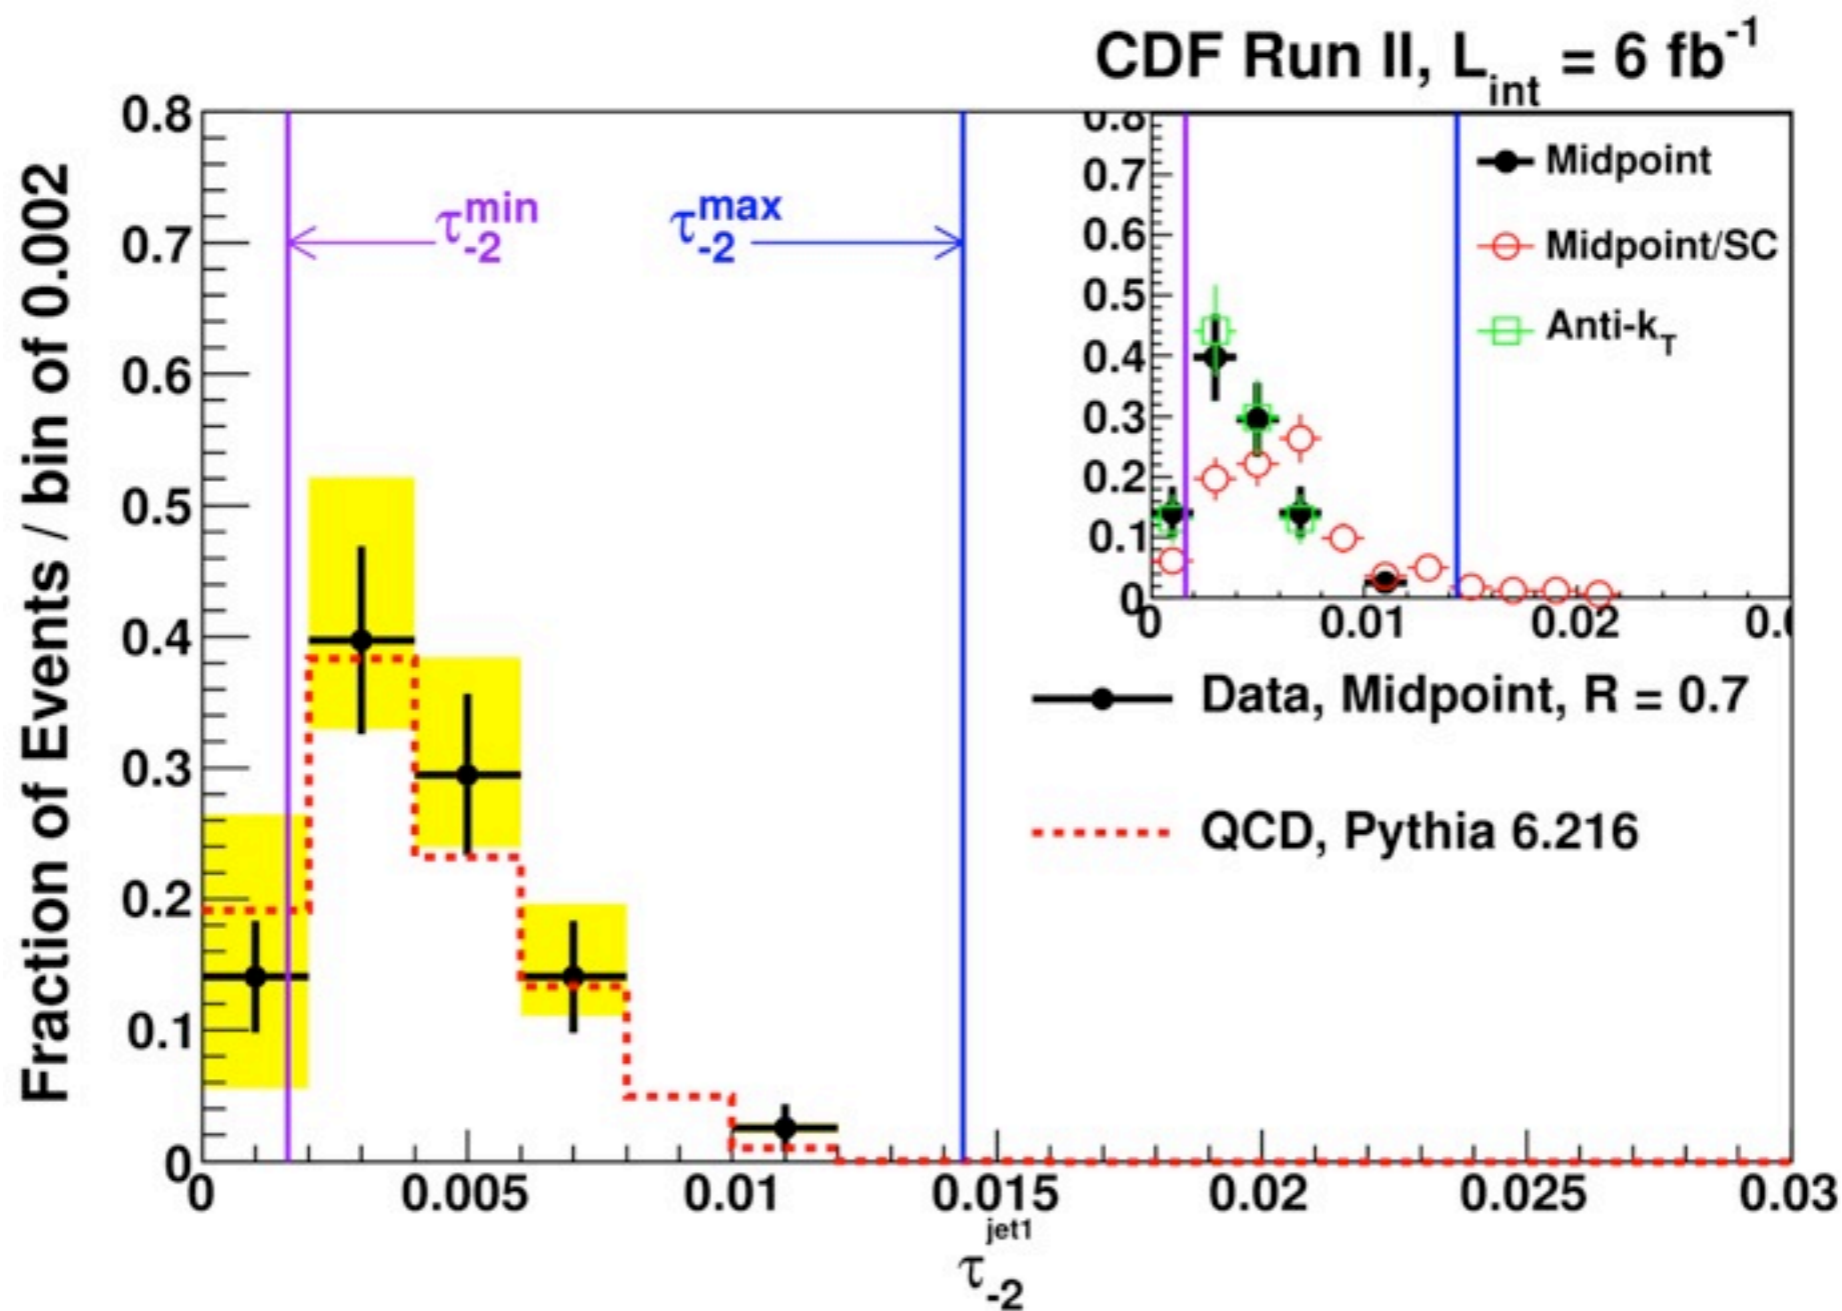 CDF Run II, L_int = 6 fb^-1
Fraction of Events / bin of 0.002
0.8
0.7
0.6
0.5
0.4
0.3
0.2
0.1
0
τ_-2^min
τ_-2^max
0.8
0.7
0.6
0.5
0.4
0.3
0.2
0.1
0
0 0.01 0.02 0.0
Midpoint
Midpoint/SC
Anti-k_T
Data, Midpoint, R = 0.7
QCD, Pythia 6.216
0 0.005 0.01 0.015 0.02 0.025 0.03
τ_-2^jet1